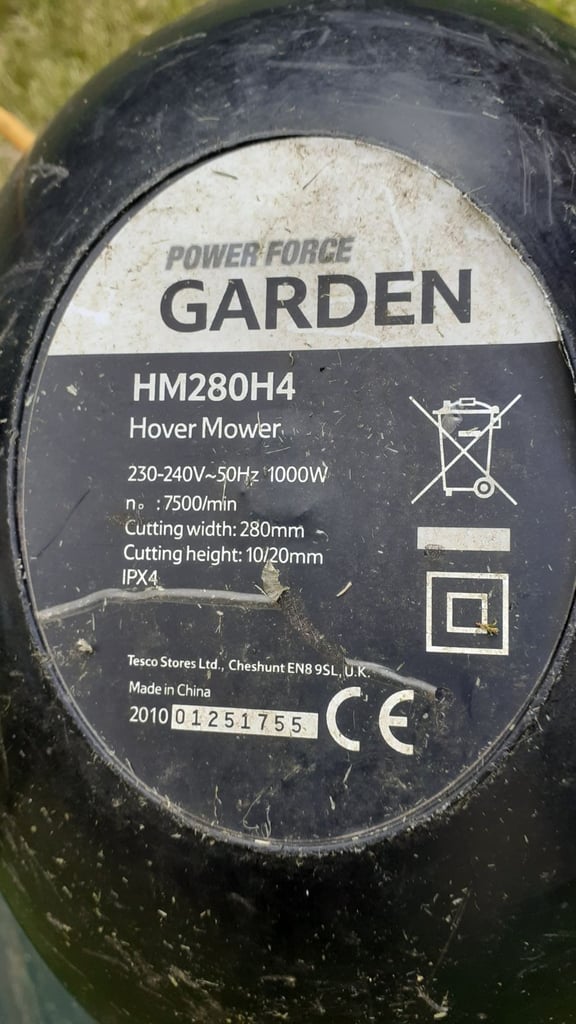 POWER FORCE
GARDEN
HM280H4
Hover Mower
230-240V~50Hz 1000W
n₀ : 7500/min
Cutting width: 280mm
Cutting height: 10/20mm
IPX4
Tesco Stores Ltd., Cheshunt EN8 9SL, U.K.
Made in China
2010 01251755
CE